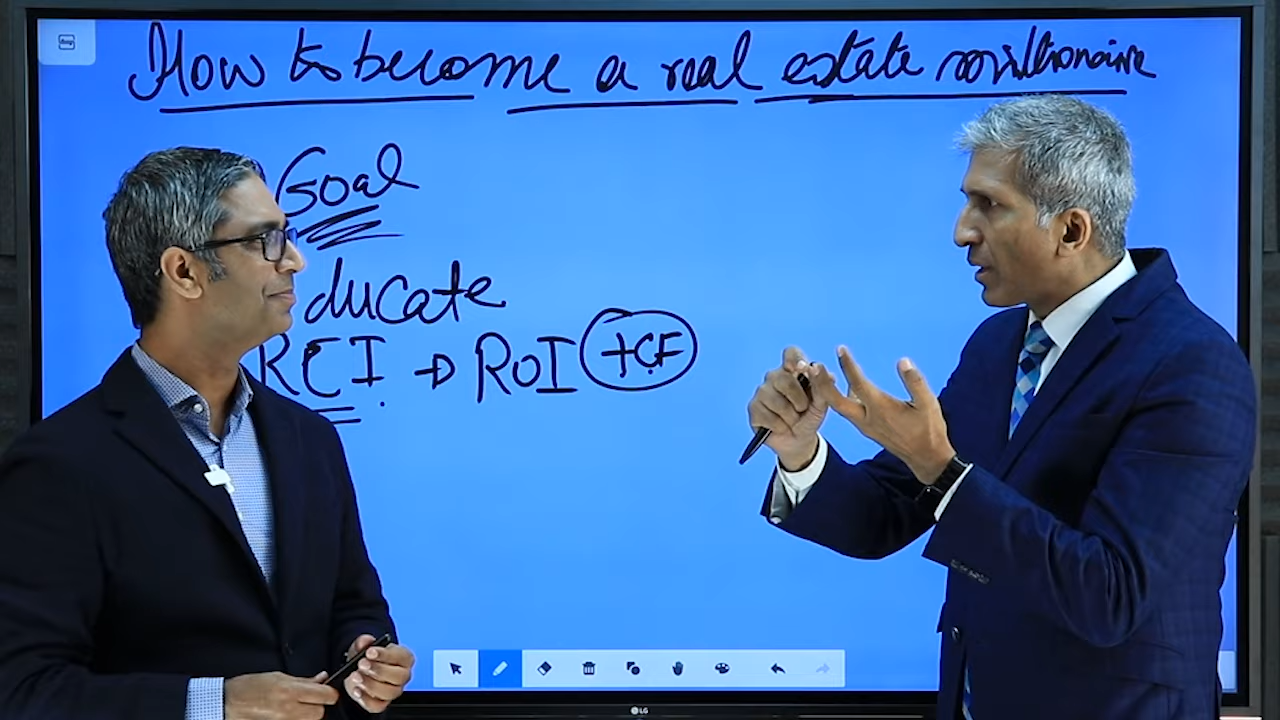 How to become a real estate millionaire
Goal
ducate
REI → ROI +CF
LG